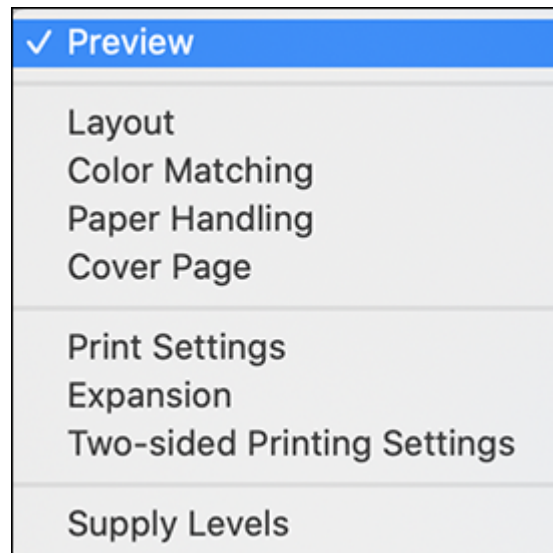 ✓ Preview
Layout
Color Matching
Paper Handling
Cover Page
Print Settings
Expansion
Two-sided Printing Settings
Supply Levels